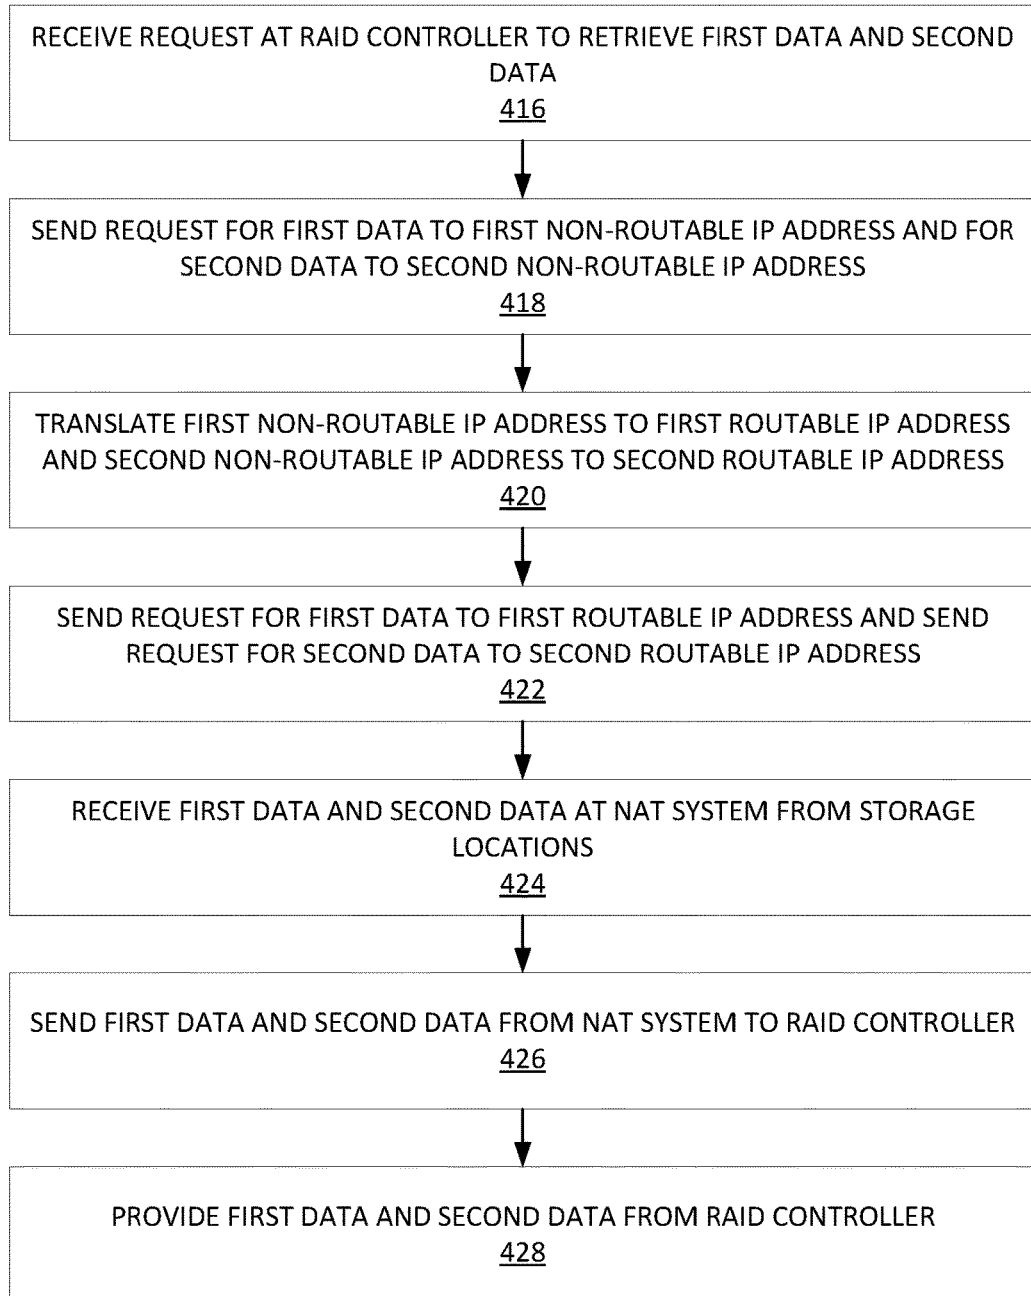 RECEIVE REQUEST AT RAID CONTROLLER TO RETRIEVE FIRST DATA AND SECOND
DATA
416
SEND REQUEST FOR FIRST DATA TO FIRST NON-ROUTABLE IP ADDRESS AND FOR
SECOND DATA TO SECOND NON-ROUTABLE IP ADDRESS
418
TRANSLATE FIRST NON-ROUTABLE IP ADDRESS TO FIRST ROUTABLE IP ADDRESS
AND SECOND NON-ROUTABLE IP ADDRESS TO SECOND ROUTABLE IP ADDRESS
420
SEND REQUEST FOR FIRST DATA TO FIRST ROUTABLE IP ADDRESS AND SEND
REQUEST FOR SECOND DATA TO SECOND ROUTABLE IP ADDRESS
422
RECEIVE FIRST DATA AND SECOND DATA AT NAT SYSTEM FROM STORAGE
LOCATIONS
424
SEND FIRST DATA AND SECOND DATA FROM NAT SYSTEM TO RAID CONTROLLER
426
PROVIDE FIRST DATA AND SECOND DATA FROM RAID CONTROLLER
428